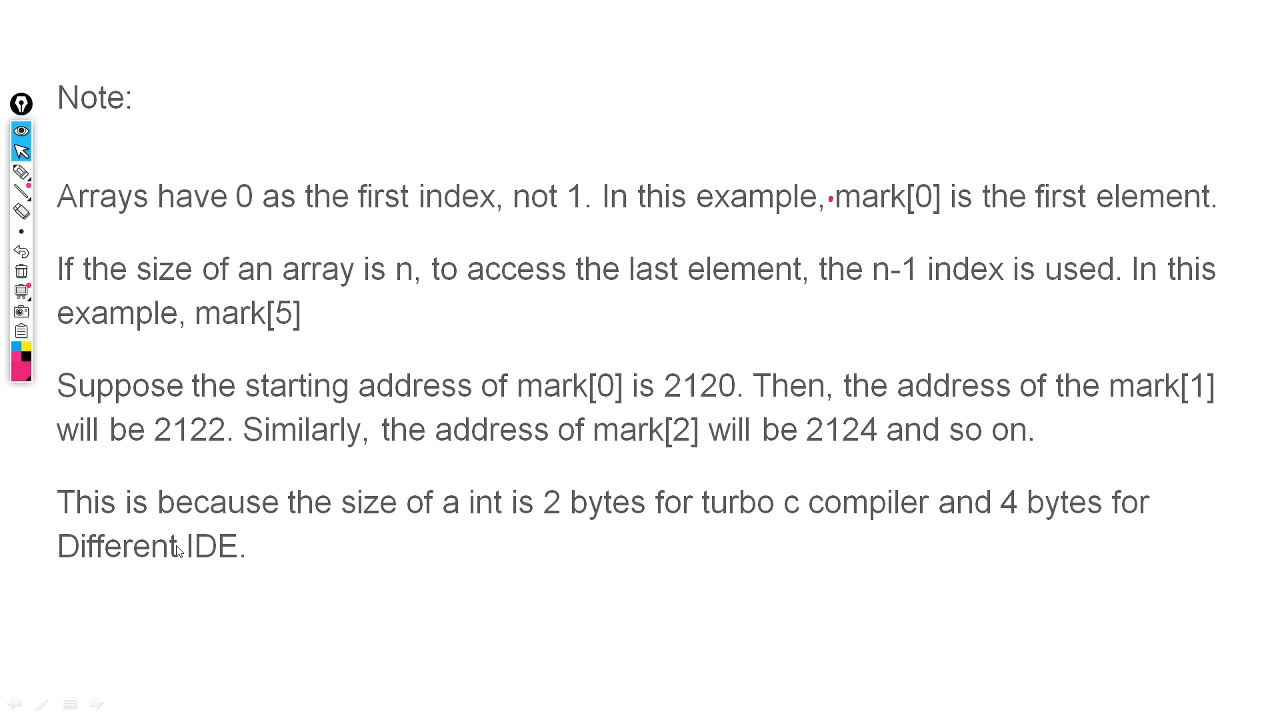 Note:
Arrays have 0 as the first index, not 1. In this example, mark[0] is the first element.
If the size of an array is n, to access the last element, the n-1 index is used. In this
example, mark[5]
Suppose the starting address of mark[0] is 2120. Then, the address of the mark[1]
will be 2122. Similarly, the address of mark[2] will be 2124 and so on.
This is because the size of a int is 2 bytes for turbo c compiler and 4 bytes for
Different IDE.